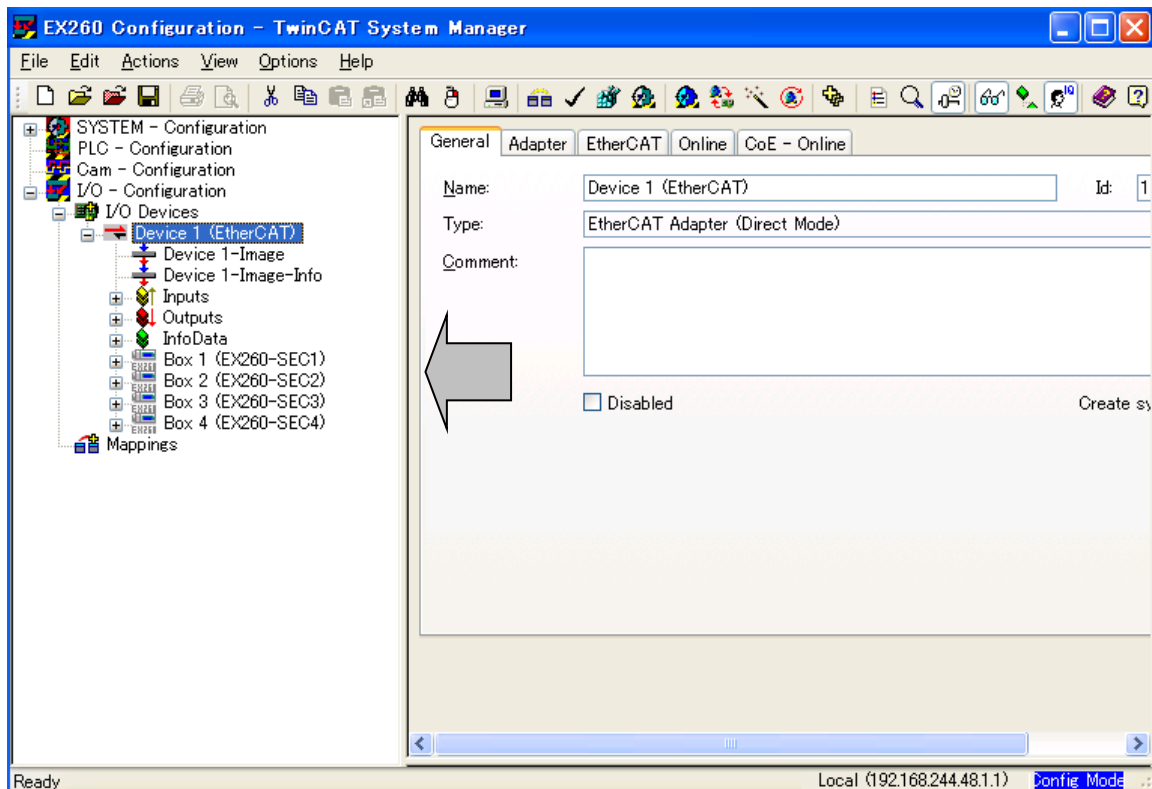 EX260 Configuration - TwinCAT System Manager
File Edit Actions View Options Help
SYSTEM - Configuration
PLC - Configuration
Cam - Configuration
I/O - Configuration
I/O Devices
Device 1 (EtherCAT)
Device 1-Image
Device 1-Image-Info
Inputs
Outputs
InfoData
Box 1 (EX260-SEC1)
Box 2 (EX260-SEC2)
Box 3 (EX260-SEC3)
Box 4 (EX260-SEC4)
Mappings
General Adapter EtherCAT Online CoE - Online
Name: Device 1 (EtherCAT) Id: 1
Type: EtherCAT Adapter (Direct Mode)
Comment:
Disabled Create sy
Ready Local (192.168.244.48.1.1) Config Mode